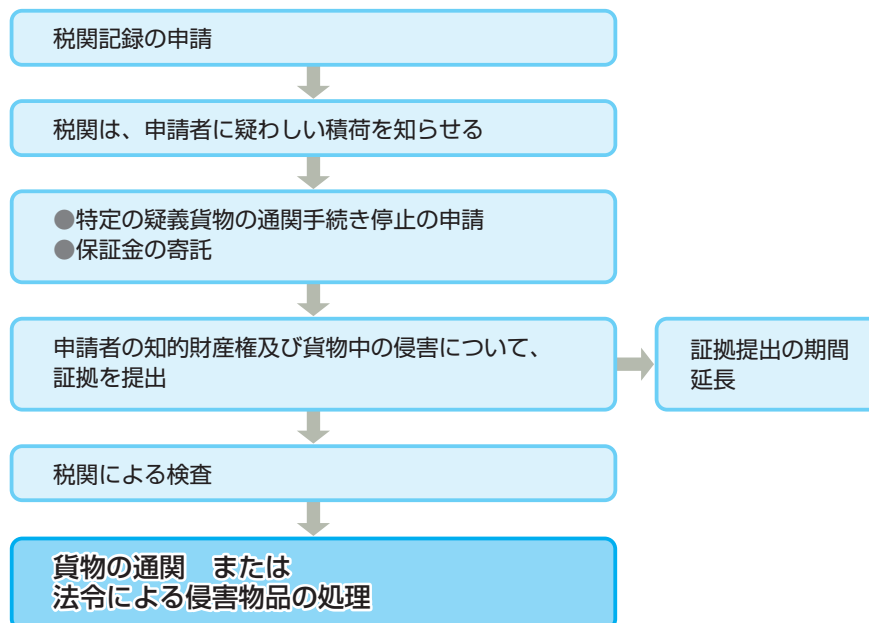 税関記録の申請
税関は、申請者に疑わしい積荷を知らせる
●特定の疑義貨物の通関手続き停止の申請
●保証金の寄託
申請者の知的財産権及び貨物中の侵害について、
証拠を提出
証拠提出の期間
延長
税関による検査
貨物の通関　または
法令による侵害物品の処理